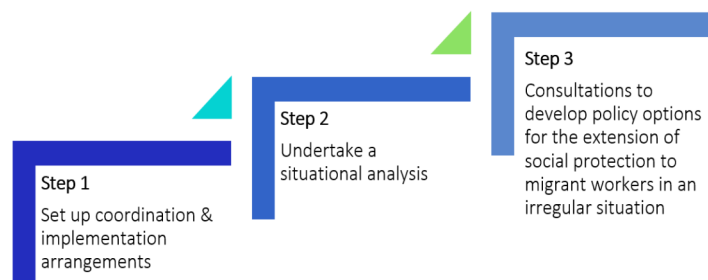 Step 1
Set up coordination &
implementation
arrangements
Step 2
Undertake a
situational analysis
Step 3
Consultations to
develop policy options
for the extension of
social protection to
migrant workers in an
irregular situation